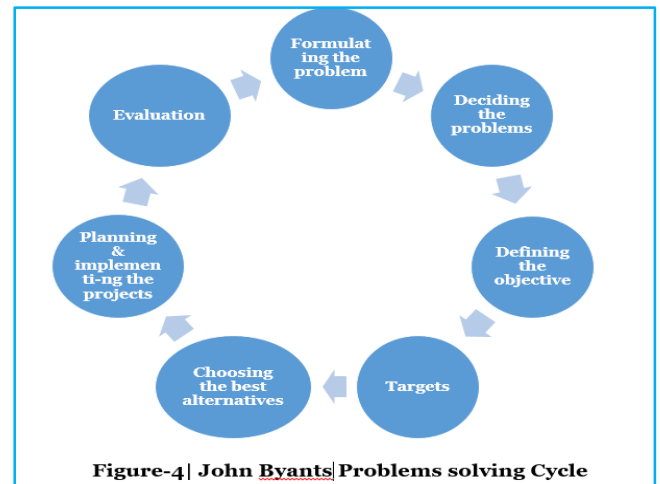 Formulat
ing the
problem
Deciding
the
problems
Defining
the
objective
Targets
Choosing
the best
alternatives
Planning
&
implemen
ti-ng the
projects
Evaluation
Figure-4| John Byants| Problems solving Cycle